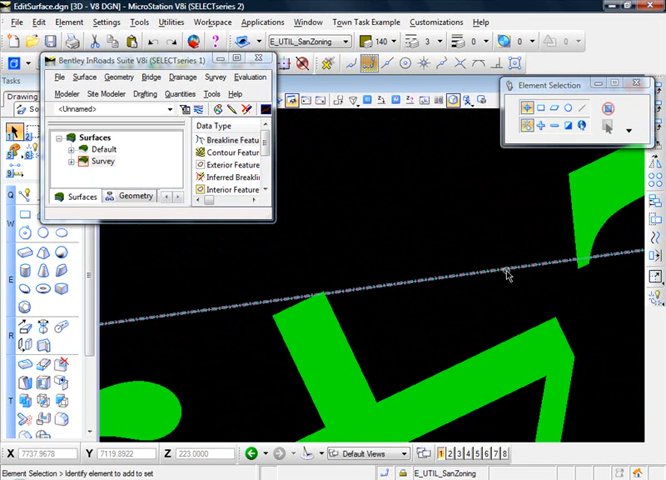 EditSurface.dgn [3D - V8 DGN] - MicroStation V8i (SELECTseries 2)
File Edit Element Settings Tools Utilities Workspace Applications Window Town Task Example Customizations Help
E_UTIL_SanZoning 140 3 0
Tasks
Drawing
Bentley InRoads Suite V8i (SELECTseries 1)
File Surface Geometry Bridge Drainage Survey Evaluation
Modeler Site Modeler Drafting Quantities Tools Help
<Unnamed>
Surfaces
Default
Survey
Surfaces Geometry
Data Type
Breakline Featu
Contour Feature
Exterior Feature
Inferred Breakli
Interior Feature
Element Selection
Q
W
E
R
T
X 7737.9678 Y 7119.8922 Z 223.0000 Default Views 1 2 3 4 5 6 7 8
Element Selection > Identify element to add to set E_UTIL_SanZoning